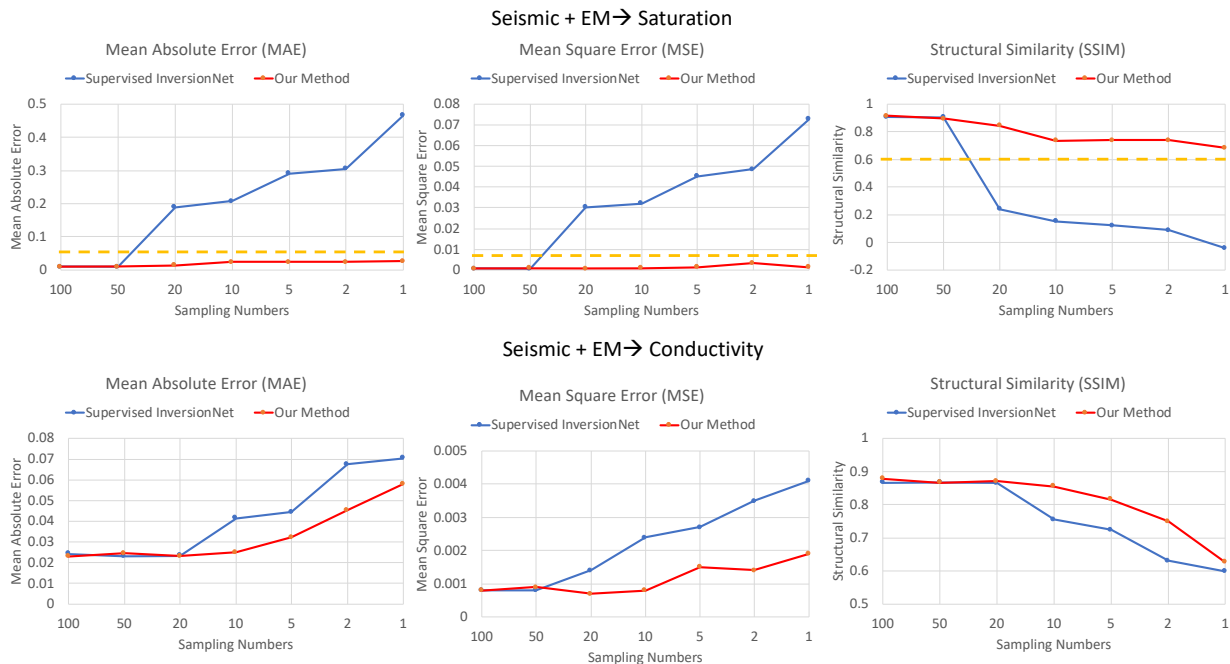 Seismic + EM→ Saturation
Mean Absolute Error (MAE)
Supervised InversionNet
Our Method
Mean Absolute Error
0.5
0.4
0.3
0.2
0.1
0
100 50 20 10 5 2 1
Sampling Numbers
Mean Square Error (MSE)
Supervised InversionNet
Our Method
Mean Square Error
0.08
0.07
0.06
0.05
0.04
0.03
0.02
0.01
0
100 50 20 10 5 2 1
Sampling Numbers
Structural Similarity (SSIM)
Supervised InversionNet
Our Method
Structural Similarity
1
0.8
0.6
0.4
0.2
0
-0.2
100 50 20 10 5 2 1
Sampling Numbers
Seismic + EM→ Conductivity
Mean Absolute Error (MAE)
Supervised InversionNet
Our Method
Mean Absolute Error
0.08
0.07
0.06
0.05
0.04
0.03
0.02
0.01
0
100 50 20 10 5 2 1
Sampling Numbers
Mean Square Error (MSE)
Supervised InversionNet
Our Method
Mean Square Error
0.005
0.004
0.003
0.002
0.001
0
100 50 20 10 5 2 1
Sampling Numbers
Structural Similarity (SSIM)
Supervised InversionNet
Our Method
Structural Similarity
1
0.9
0.8
0.7
0.6
0.5
100 50 20 10 5 2 1
Sampling Numbers